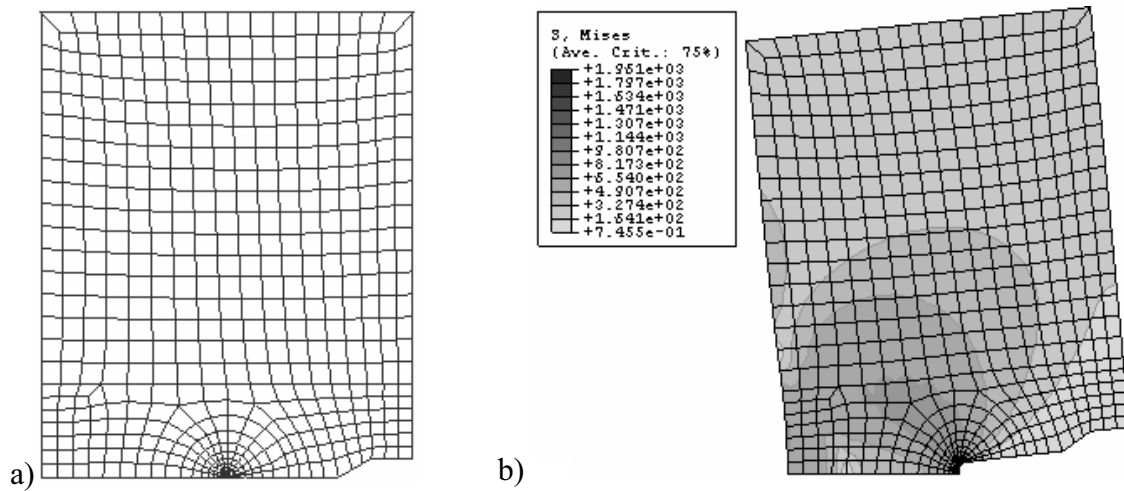 S, Mises
(Ave. Crit.: 75%)
+1.961e+03
+1.797e+03
+1.634e+03
+1.471e+03
+1.307e+03
+1.144e+03
+9.807e+02
+8.173e+02
+6.540e+02
+4.907e+02
+3.274e+02
+1.641e+02
+7.455e-01
a)
b)